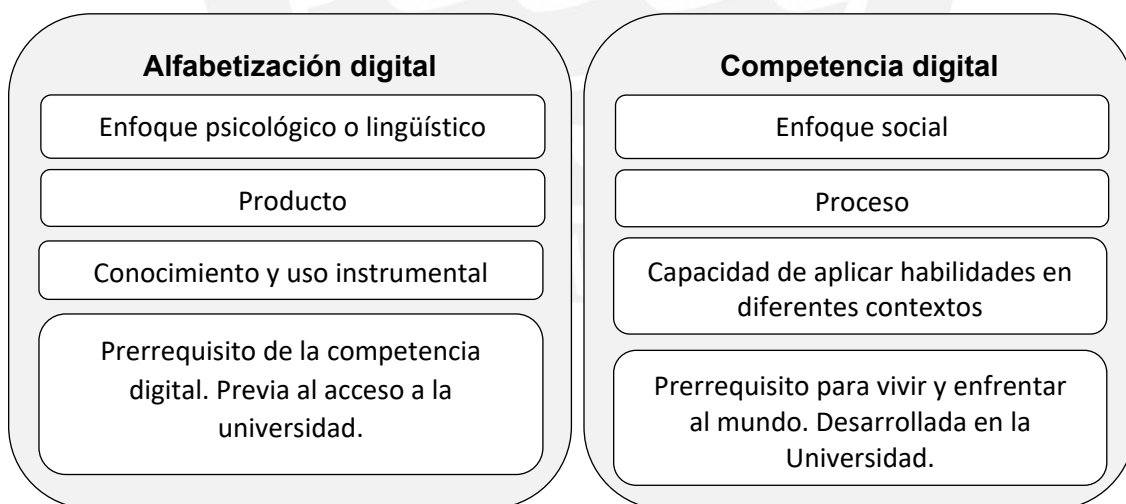 Alfabetización digital
Enfoque psicológico o lingüístico
Producto
Conocimiento y uso instrumental
Prerrequisito de la competencia
digital. Previa al acceso a la
universidad.
Competencia digital
Enfoque social
Proceso
Capacidad de aplicar habilidades en
diferentes contextos
Prerrequisito para vivir y enfrentar
al mundo. Desarrollada en la
Universidad.